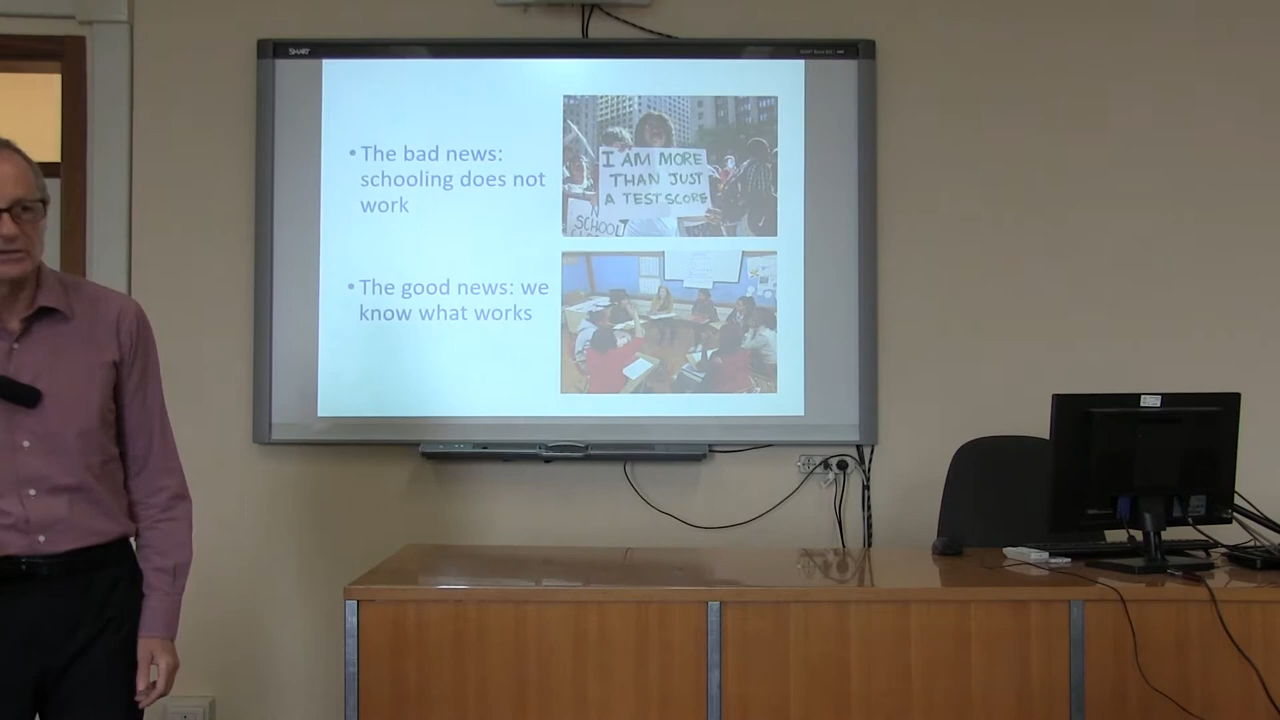 SMART
• The bad news:
schooling does not
work
I AM MORE
THAN JUST
A TEST SCORE
SCHOOL
• The good news: we
know what works